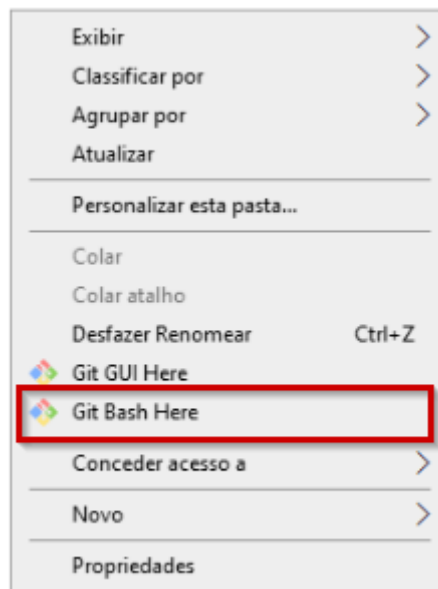 Exibir
Classificar por
Agrupar por
Atualizar
Personalizar esta pasta...
Colar
Colar atalho
Desfazer Renomear Ctrl+Z
Git GUI Here
Git Bash Here
Conceder acesso a
Novo
Propriedades